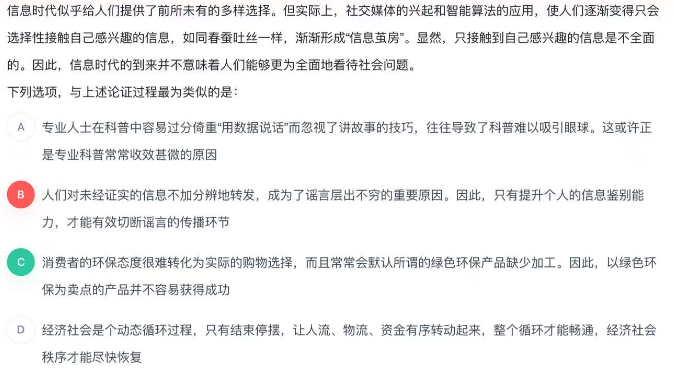 信息时代似乎给人们提供了前所未有的多样选择。但实际上，社交媒体的兴起和智能算法的应用，使人们逐渐变得只会
选择性接触自己感兴趣的信息，如同春蚕吐丝一样，渐渐形成“信息茧房”。显然，只接触到自己感兴趣的信息是不全面
的。因此，信息时代的到来并不意味着人们能够更为全面地看待社会问题。
下列选项，与上述论证过程最为类似的是：
A 专业人士在科普中容易过分倚重“用数据说话”而忽视了讲故事的技巧，往往导致了科普难以吸引眼球。这或许正
是专业科普常常收效甚微的原因
B 人们对未经证实的信息不加分辨地转发，成为了谣言层出不穷的重要原因。因此，只有提升个人的信息鉴别能
力，才能有效切断谣言的传播环节
C 消费者的环保态度很难转化为实际的购物选择，而且常常会默认所谓的绿色环保产品缺少加工。因此，以绿色环
保为卖点的产品并不容易获得成功
D 经济社会是个动态循环过程，只有结束停摆，让人流、物流、资金有序转动起来，整个循环才能畅通，经济社会
秩序才能尽快恢复